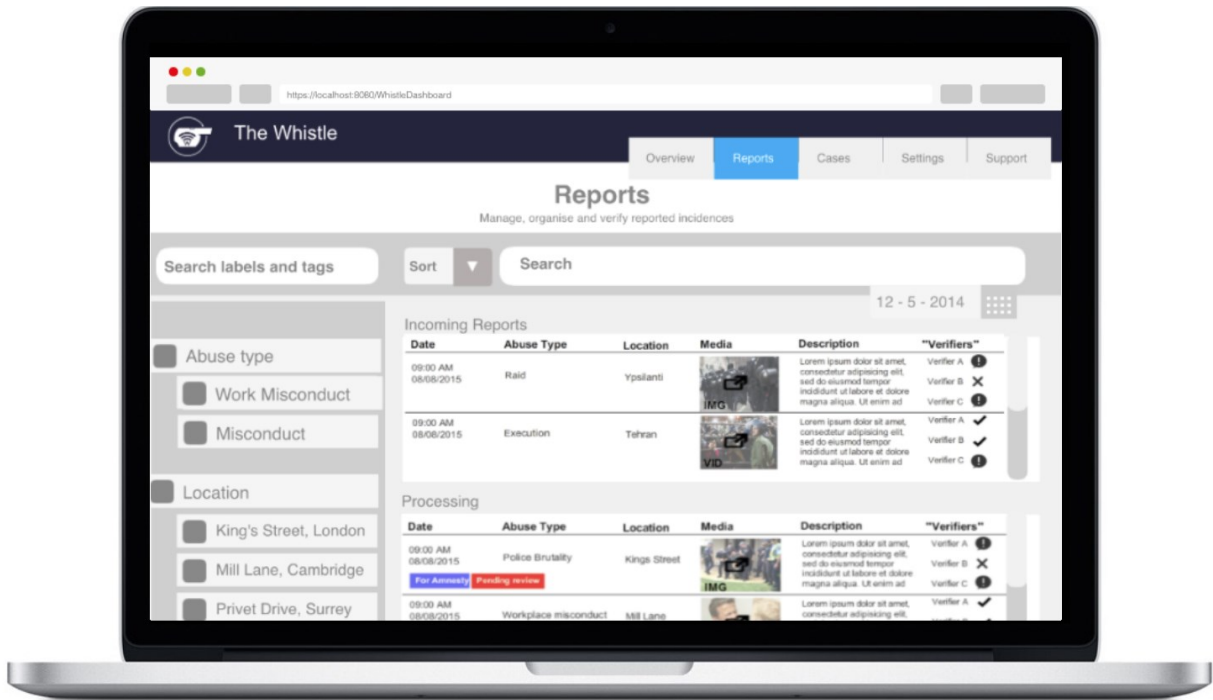 https://localhost:8080/WhistleDashboard
The Whistle
Overview
Reports
Cases
Settings
Support
Reports
Manage, organise and verify reported incidences
Search labels and tags
Sort
Search
12 - 5 - 2014
Abuse type
Work Misconduct
Misconduct
Location
King's Street, London
Mill Lane, Cambridge
Privet Drive, Surrey
Incoming Reports
Date Abuse Type Location Media Description "Verifiers"
09:00 AM
08/08/2015
Raid
Ypsilanti
IMG
Lorem ipsum dolor sit amet,
consectetur adipisicing elit,
sed do eiusmod tempor
incididunt ut labore et dolore
magna aliqua. Ut enim ad
Verifier A
Verifier B
Verifier C
09:00 AM
08/08/2015
Execution
Tehran
VID
Lorem ipsum dolor sit amet,
consectetur adipisicing elit,
sed do eiusmod tempor
incididunt ut labore et dolore
magna aliqua. Ut enim ad
Verifier A
Verifier B
Verifier C
Processing
Date Abuse Type Location Media Description "Verifiers"
09:00 AM
08/08/2015
For Amnesty
Pending review
Police Brutality
Kings Street
IMG
Lorem ipsum dolor sit amet,
consectetur adipisicing elit,
sed do eiusmod tempor
incididunt ut labore et dolore
magna aliqua. Ut enim ad
Verifier A
Verifier B
Verifier C
09:00 AM
08/08/2015
Workplace misconduct
Mill Lane
Lorem ipsum dolor sit amet,
consectetur adipisicing elit,
Verifier A